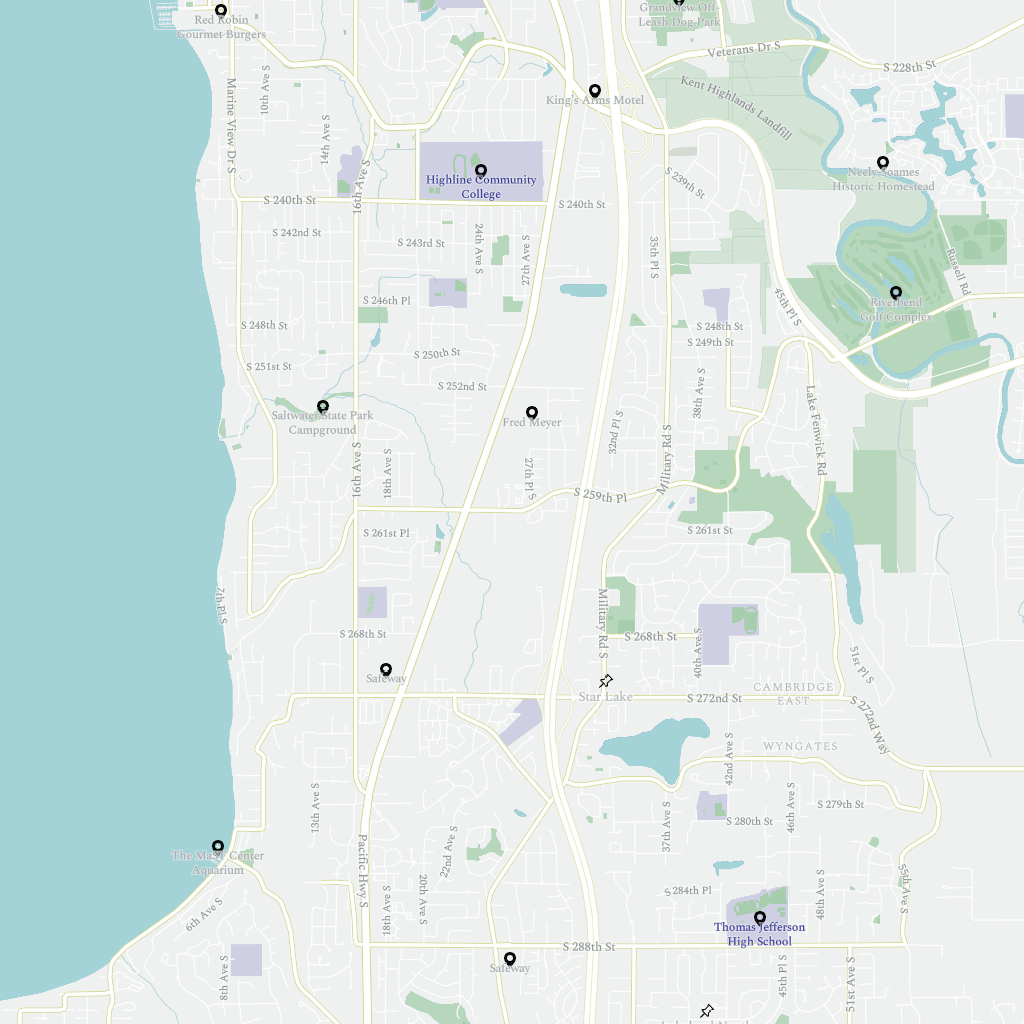 Grandview Off-
Leash Dog Park
Red Robin
Gourmet Burgers
Veterans Dr S
S 228th St
10th Ave S
Marine View Dr S
King's Arms Motel
Kent Highlands Landfill
14th Ave S
16th Ave S
Highline Community
College
Neely Soames
Historic Homestead
S 239th St
S 240th St
S 240th St
S 242nd St
S 243rd St
24th Ave S
27th Ave S
35th Pl S
Russell Rd
S 246th Pl
45th Pl S
Riverbend
Golf Complex
S 248th St
S 248th St
S 249th St
S 250th St
S 251st St
S 252nd St
38th Ave S
Lake Fenwick Rd
Saltwater State Park
Campground
Fred Meyer
32nd Pl S
16th Ave S
18th Ave S
27th Pl S
Military Rd S
S 259th Pl
S 261st Pl
S 261st St
7th Pl S
Military Rd S
S 268th St
S 268th St
40th Ave S
51st Pl S
Safeway
Star Lake
S 272nd St
CAMBRIDGE
EAST
S 272nd Way
WYNGATES
42nd Ave S
13th Ave S
S 279th St
46th Ave S
37th Ave S
S 280th St
The MaST Center
Aquarium
Pacific Hwy S
22nd Ave S
20th Ave S
18th Ave S
S 284th Pl
48th Ave S
55th Ave S
6th Ave S
Thomas Jefferson
High School
S 288th St
8th Ave S
Safeway
45th Pl S
51st Ave S